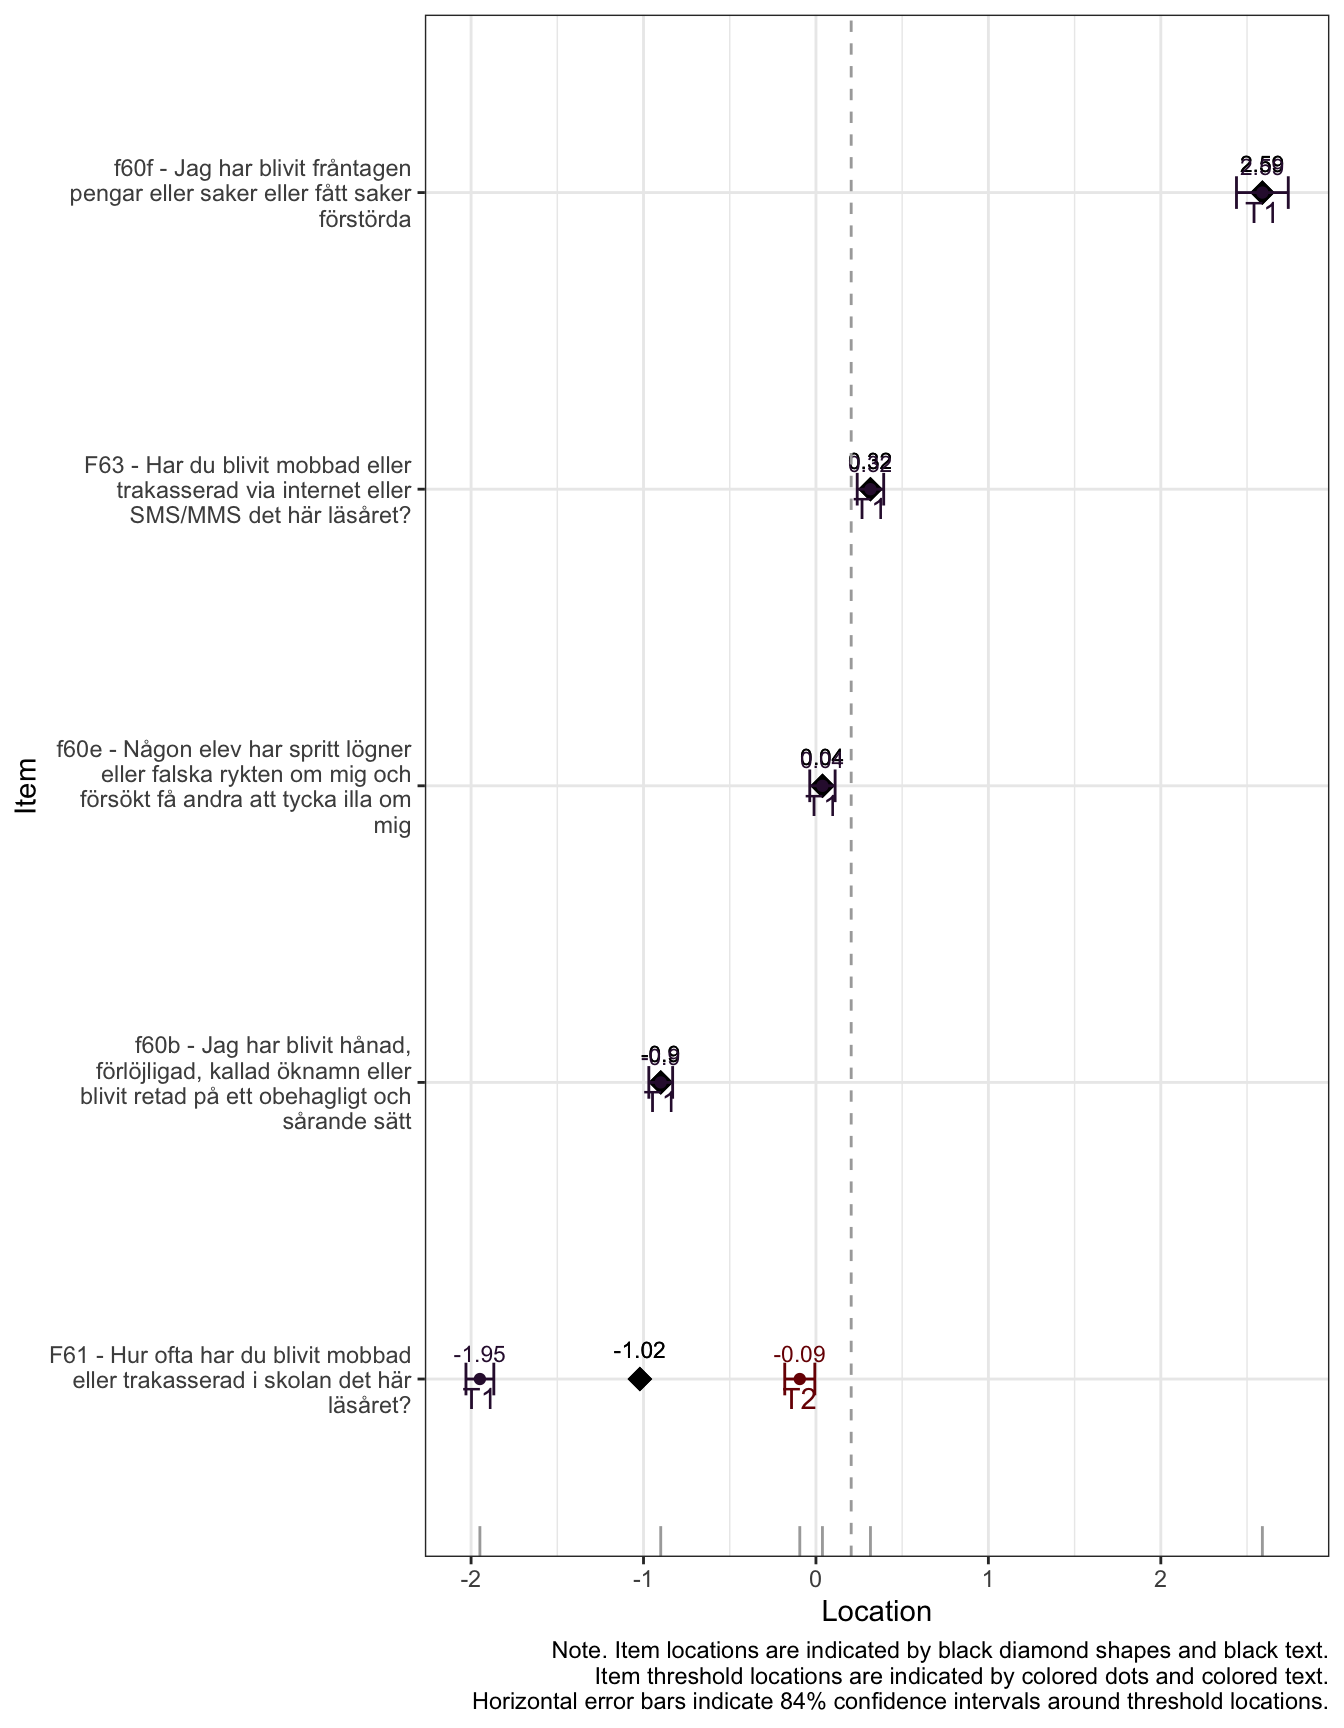 2.59
f60f - Jag har blivit fråntagen
pengar eller saker eller fått saker
förstörda
T1
0.32
F63 - Har du blivit mobbad eller
trakasserad via internet eller
SMS/MMS det här läsåret?
T1
0.04
f60e - Någon elev har spritt lögner
eller falska rykten om mig och
försökt få andra att tycka illa om
mig
T1
Item
-0.9
f60b - Jag har blivit hånad,
förlöjligad, kallad öknamn eller
blivit retad på ett obehagligt och
sårande sätt
T1
-1.95 -1.02 -0.09
F61 - Hur ofta har du blivit mobbad
eller trakasserad i skolan det här
läsåret?
T1 T2
-2 -1 0 1 2
Location
Note. Item locations are indicated by black diamond shapes and black text.
Item threshold locations are indicated by colored dots and colored text.
Horizontal error bars indicate 84% confidence intervals around threshold locations.